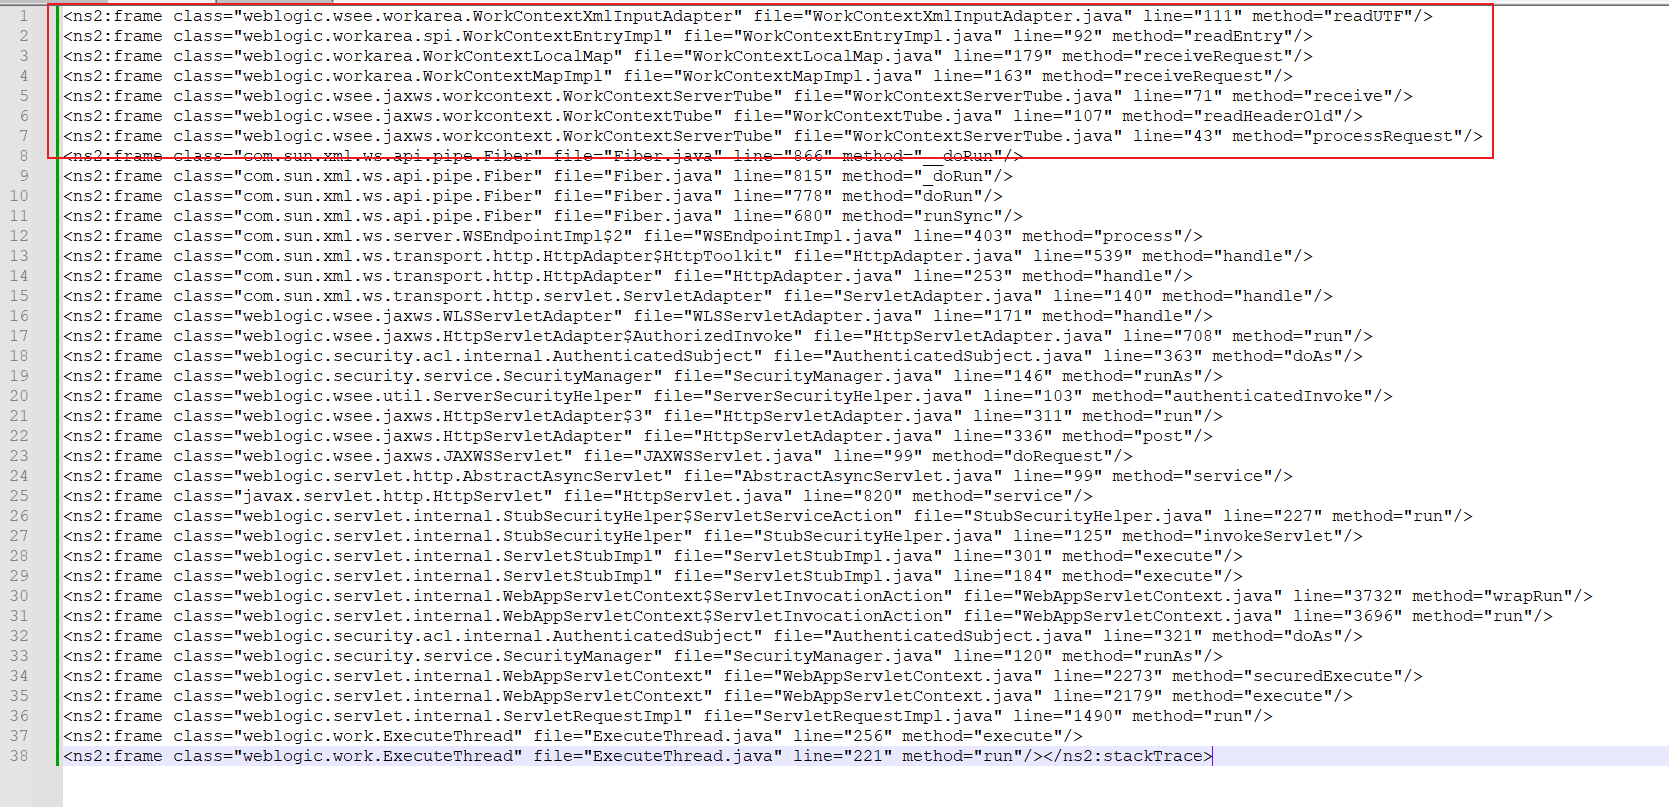 1 <ns2:frame class="weblogic.wsee.workarea.WorkContextXmlInputAdapter" file="WorkContextXmlInputAdapter.java" line="111" method="readUTF"/>
2 <ns2:frame class="weblogic.workarea.spi.WorkContextEntryImpl" file="WorkContextEntryImpl.java" line="92" method="readEntry"/>
3 <ns2:frame class="weblogic.workarea.WorkContextLocalMap" file="WorkContextLocalMap.java" line="179" method="receiveRequest"/>
4 <ns2:frame class="weblogic.workarea.WorkContextMapImpl" file="WorkContextMapImpl.java" line="163" method="receiveRequest"/>
5 <ns2:frame class="weblogic.wsee.jaxws.workcontext.WorkContextServerTube" file="WorkContextServerTube.java" line="71" method="receive"/>
6 <ns2:frame class="weblogic.wsee.jaxws.workcontext.WorkContextTube" file="WorkContextTube.java" line="107" method="readHeaderOld"/>
7 <ns2:frame class="weblogic.wsee.jaxws.workcontext.WorkContextServerTube" file="WorkContextServerTube.java" line="43" method="processRequest"/>
8 <ns2:frame class="com.sun.xml.ws.api.pipe.Fiber" file="Fiber.java" line="866" method="__doRun"/>
9 <ns2:frame class="com.sun.xml.ws.api.pipe.Fiber" file="Fiber.java" line="815" method="_doRun"/>
10 <ns2:frame class="com.sun.xml.ws.api.pipe.Fiber" file="Fiber.java" line="778" method="doRun"/>
11 <ns2:frame class="com.sun.xml.ws.api.pipe.Fiber" file="Fiber.java" line="680" method="runSync"/>
12 <ns2:frame class="com.sun.xml.ws.server.WSEndpointImpl$2" file="WSEndpointImpl.java" line="403" method="process"/>
13 <ns2:frame class="com.sun.xml.ws.transport.http.HttpAdapter$HttpToolkit" file="HttpAdapter.java" line="539" method="handle"/>
14 <ns2:frame class="com.sun.xml.ws.transport.http.HttpAdapter" file="HttpAdapter.java" line="253" method="handle"/>
15 <ns2:frame class="com.sun.xml.ws.transport.http.servlet.ServletAdapter" file="ServletAdapter.java" line="140" method="handle"/>
16 <ns2:frame class="weblogic.wsee.jaxws.WLSServletAdapter" file="WLSServletAdapter.java" line="171" method="handle"/>
17 <ns2:frame class="weblogic.wsee.jaxws.HttpServletAdapter$AuthorizedInvoke" file="HttpServletAdapter.java" line="708" method="run"/>
18 <ns2:frame class="weblogic.security.acl.internal.AuthenticatedSubject" file="AuthenticatedSubject.java" line="363" method="doAs"/>
19 <ns2:frame class="weblogic.security.service.SecurityManager" file="SecurityManager.java" line="146" method="runAs"/>
20 <ns2:frame class="weblogic.wsee.util.ServerSecurityHelper" file="ServerSecurityHelper.java" line="103" method="authenticatedInvoke"/>
21 <ns2:frame class="weblogic.wsee.jaxws.HttpServletAdapter$3" file="HttpServletAdapter.java" line="311" method="run"/>
22 <ns2:frame class="weblogic.wsee.jaxws.HttpServletAdapter" file="HttpServletAdapter.java" line="336" method="post"/>
23 <ns2:frame class="weblogic.wsee.jaxws.JAXWSServlet" file="JAXWSServlet.java" line="99" method="doRequest"/>
24 <ns2:frame class="weblogic.servlet.http.AbstractAsyncServlet" file="AbstractAsyncServlet.java" line="99" method="service"/>
25 <ns2:frame class="javax.servlet.http.HttpServlet" file="HttpServlet.java" line="820" method="service"/>
26 <ns2:frame class="weblogic.servlet.internal.StubSecurityHelper$ServletServiceAction" file="StubSecurityHelper.java" line="227" method="run"/>
27 <ns2:frame class="weblogic.servlet.internal.StubSecurityHelper" file="StubSecurityHelper.java" line="125" method="invokeServlet"/>
28 <ns2:frame class="weblogic.servlet.internal.ServletStubImpl" file="ServletStubImpl.java" line="301" method="execute"/>
29 <ns2:frame class="weblogic.servlet.internal.ServletStubImpl" file="ServletStubImpl.java" line="184" method="execute"/>
30 <ns2:frame class="weblogic.servlet.internal.WebAppServletContext$ServletInvocationAction" file="WebAppServletContext.java" line="3732" method="wrapRun"/>
31 <ns2:frame class="weblogic.servlet.internal.WebAppServletContext$ServletInvocationAction" file="WebAppServletContext.java" line="3696" method="run"/>
32 <ns2:frame class="weblogic.security.acl.internal.AuthenticatedSubject" file="AuthenticatedSubject.java" line="321" method="doAs"/>
33 <ns2:frame class="weblogic.security.service.SecurityManager" file="SecurityManager.java" line="120" method="runAs"/>
34 <ns2:frame class="weblogic.servlet.internal.WebAppServletContext" file="WebAppServletContext.java" line="2273" method="securedExecute"/>
35 <ns2:frame class="weblogic.servlet.internal.WebAppServletContext" file="WebAppServletContext.java" line="2179" method="execute"/>
36 <ns2:frame class="weblogic.servlet.internal.ServletRequestImpl" file="ServletRequestImpl.java" line="1490" method="run"/>
37 <ns2:frame class="weblogic.work.ExecuteThread" file="ExecuteThread.java" line="256" method="execute"/>
38 <ns2:frame class="weblogic.work.ExecuteThread" file="ExecuteThread.java" line="221" method="run"/></ns2:stackTrace>